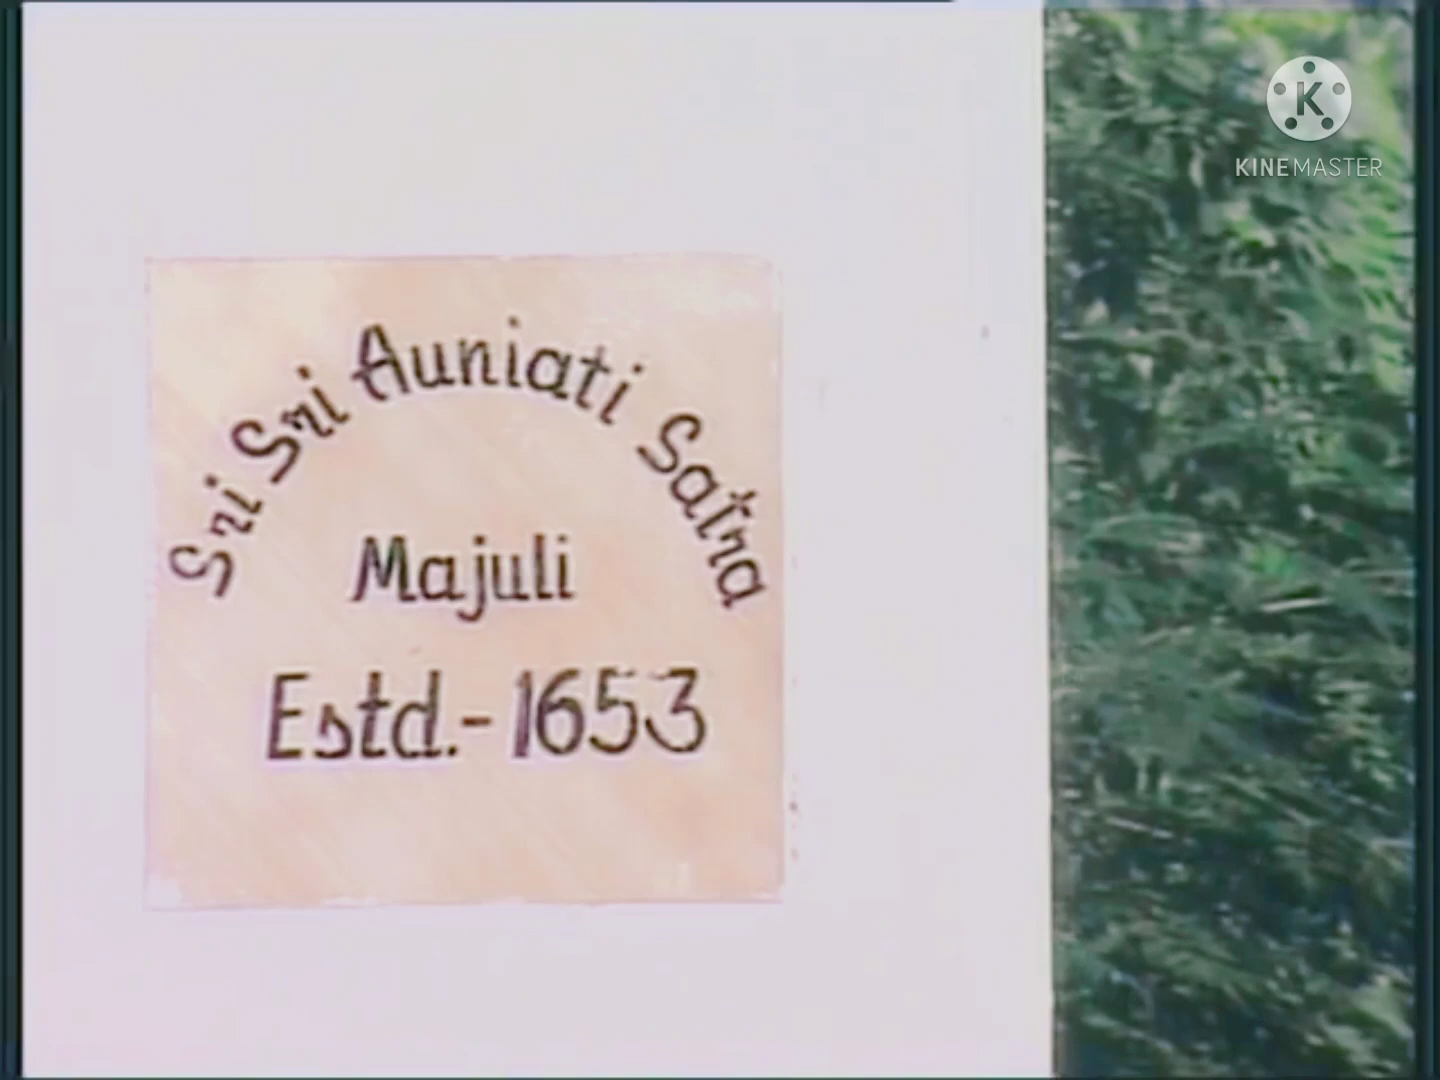 Sri Sri Auniati Satra
Majuli
Estd.- 1653
K
KINEMASTER